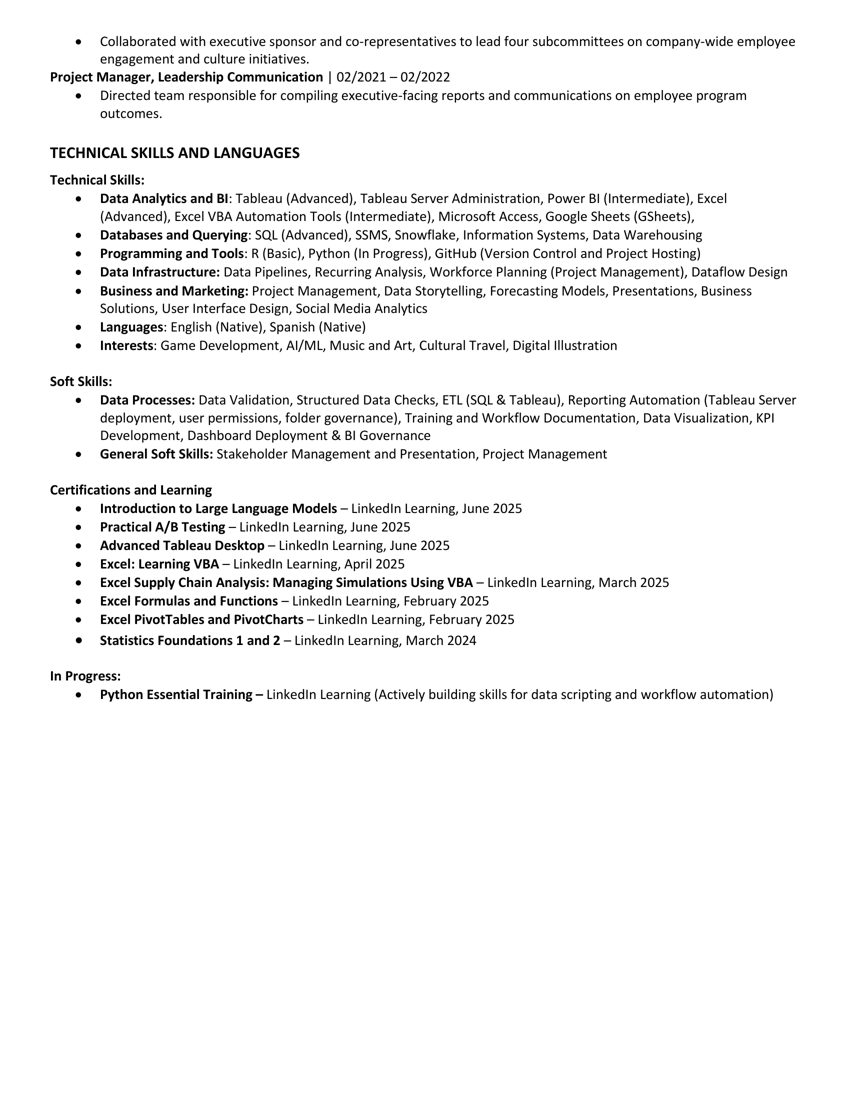 • Collaborated with executive sponsor and co-representatives to lead four subcommittees on company-wide employee
engagement and culture initiatives.
Project Manager, Leadership Communication | 02/2021 – 02/2022
• Directed team responsible for compiling executive-facing reports and communications on employee program
outcomes.
TECHNICAL SKILLS AND LANGUAGES
Technical Skills:
• Data Analytics and BI: Tableau (Advanced), Tableau Server Administration, Power BI (Intermediate), Excel
(Advanced), Excel VBA Automation Tools (Intermediate), Microsoft Access, Google Sheets (GSheets),
• Databases and Querying: SQL (Advanced), SSMS, Snowflake, Information Systems, Data Warehousing
• Programming and Tools: R (Basic), Python (In Progress), GitHub (Version Control and Project Hosting)
• Data Infrastructure: Data Pipelines, Recurring Analysis, Workforce Planning (Project Management), Dataflow Design
• Business and Marketing: Project Management, Data Storytelling, Forecasting Models, Presentations, Business
Solutions, User Interface Design, Social Media Analytics
• Languages: English (Native), Spanish (Native)
• Interests: Game Development, AI/ML, Music and Art, Cultural Travel, Digital Illustration
Soft Skills:
• Data Processes: Data Validation, Structured Data Checks, ETL (SQL & Tableau), Reporting Automation (Tableau Server
deployment, user permissions, folder governance), Training and Workflow Documentation, Data Visualization, KPI
Development, Dashboard Deployment & BI Governance
• General Soft Skills: Stakeholder Management and Presentation, Project Management
Certifications and Learning
• Introduction to Large Language Models – LinkedIn Learning, June 2025
• Practical A/B Testing – LinkedIn Learning, June 2025
• Advanced Tableau Desktop – LinkedIn Learning, June 2025
• Excel: Learning VBA – LinkedIn Learning, April 2025
• Excel Supply Chain Analysis: Managing Simulations Using VBA – LinkedIn Learning, March 2025
• Excel Formulas and Functions – LinkedIn Learning, February 2025
• Excel PivotTables and PivotCharts – LinkedIn Learning, February 2025
• Statistics Foundations 1 and 2 – LinkedIn Learning, March 2024
In Progress:
• Python Essential Training – LinkedIn Learning (Actively building skills for data scripting and workflow automation)